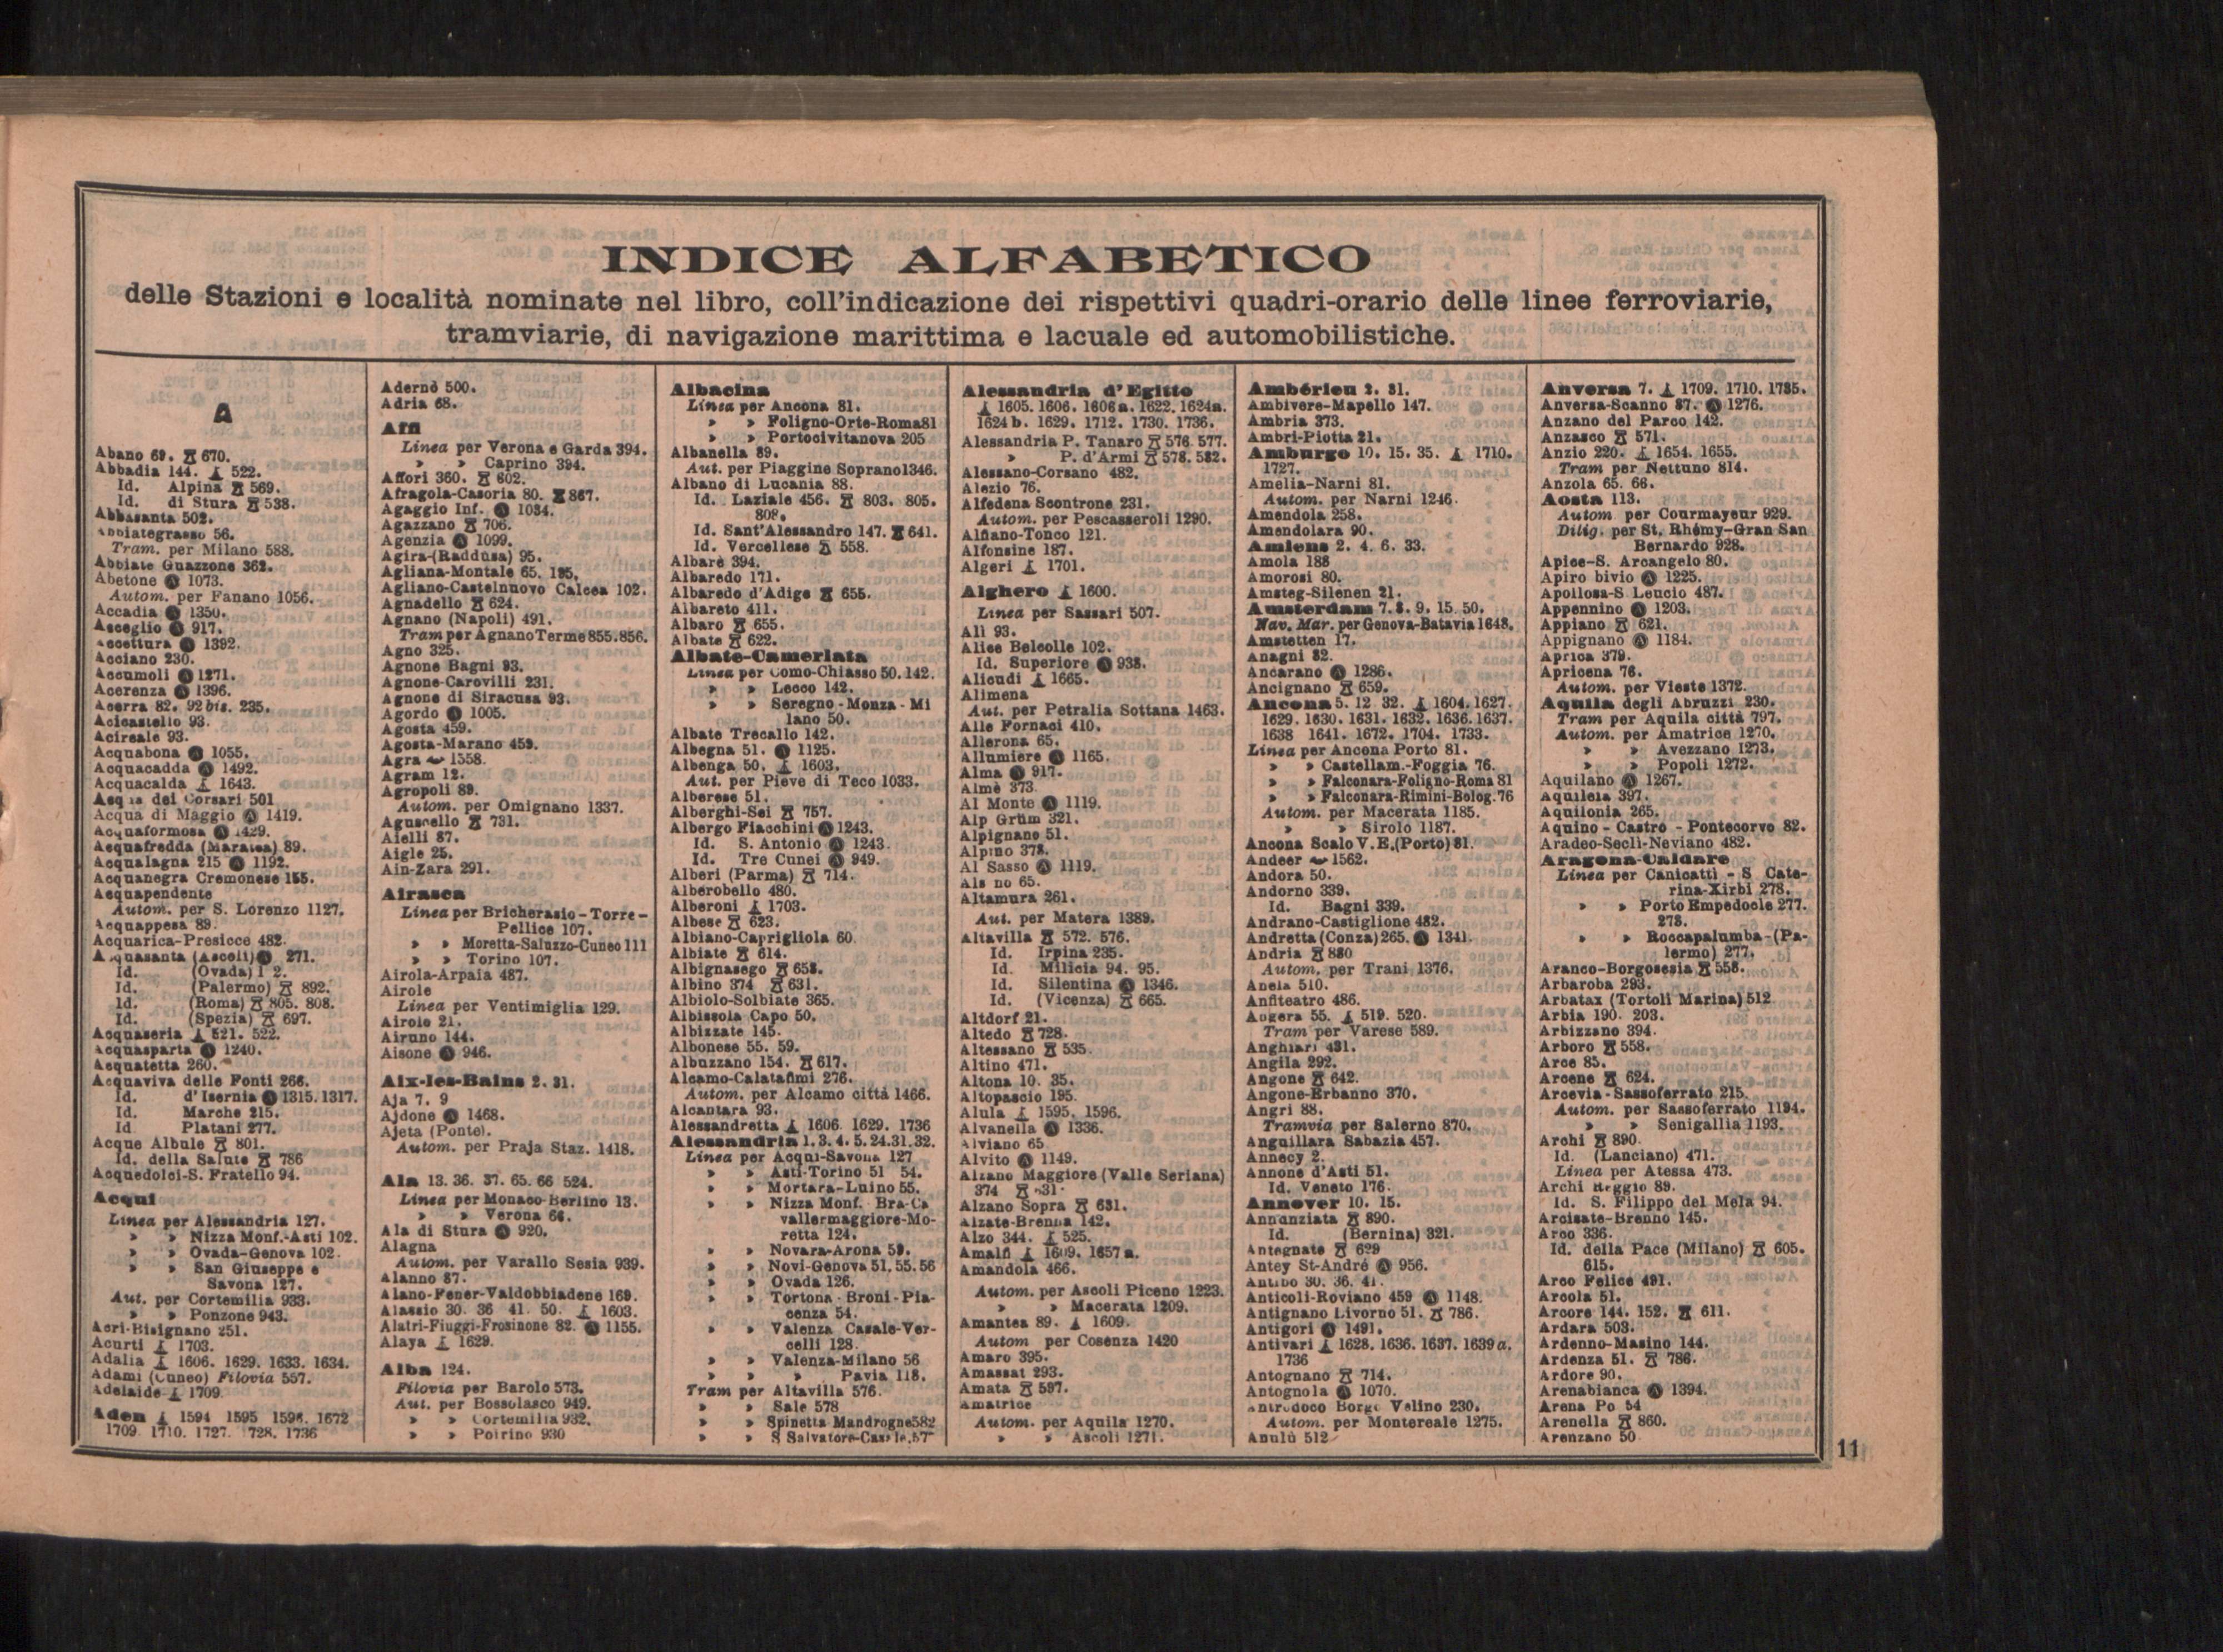 INDICE ALFABETICO
delle Stazioni e località nominate nel libro, coll'indicazione dei rispettivi quadri-orario delle linee ferroviarie,
tramviarie, di navigazione marittima e lacuale ed automobilistiche.
A
Abano 69. 670.
Abbadia 144. 522.
Id. Alpina 569.
Id. di Stura 538.
Abbasanta 502.
Abbiategrasso 56.
Tram. per Milano 588.
Abbiate Guazzone 362.
Abetone 1073.
Autom. per Fanano 1056.
Accadia 1350.
Acceglio 917.
Accettura 1392.
Acciano 230.
Accumoli 1271.
Acerenza 1396.
Acerra 82. 92 bis. 235.
Acicastello 93.
Acireale 93.
Acquabona 1055.
Acquacadda 1492.
Acquacalda 1643.
Acqua dei Corsari 501
Acqua di Maggio 1419.
Acquaformosa 1429.
Acquafredda (Maratea) 89.
Acqualagna 215 1192.
Acquanegra Cremonese 155.
Acquapendente
Autom. per S. Lorenzo 1127.
Acquappesa 89.
Acquarica-Presicce 482.
Acquasanta (Ascoli) 271.
Id. (Ovada)
Id. (Palermo) 892.
Id. (Roma) 805. 808.
Id. (Spezia) 697.
Acquaseria 521. 522.
Acquasparta 1240.
Acquatetta 260.
Acquaviva delle Fonti 266.
Id. d'Isernia 1315. 1317.
Id. Marche 215.
Id Platani 277.
Acque Albule 801.
Id. della Salute 786
Acquedolci-S. Fratello 94.
Acqui
Linea per Alessandria 127.
» » Nizza Monf.-Asti 102.
» » Ovada-Genova 102.
» » San Giuseppe e
Savona 127.
Aut. per Cortemilia 933.
» » Ponzone 943.
Acri-Bisignano 251.
Acurti 1703.
Adalia 1606. 1629. 1633. 1634.
Adami (Cuneo) Filovia 557.
Adelaide 1709.
Aden 1594 1595 1596. 1672
1709. 1710. 1727. 1728. 1736
Adernò 500.
Adria 68.
Affi
Linea per Verona e Garda 394.
» » Caprino 394.
Affori 360. 602.
Afragola-Casoria 80. 867.
Agaggio Inf. 1034.
Agazzano 706.
Agenzia 1099.
Agira-(Raddusa) 95.
Agliana-Montale 65. 195.
Agliano-Castelnuovo Calcea 102.
Agnadello 624.
Agnano (Napoli) 491.
Tram per Agnano Terme 855. 856.
Agno 325.
Agnone Bagni 93.
Agnone-Carovilli 231.
Agnone di Siracusa 93.
Agordo 1005.
Agosta 459.
Agosta-Marano 459.
Agra 1558.
Agram 12.
Agropoli 89.
Autom. per Omignano 1337.
Aguscello 731.
Aielli 87.
Aigle 25.
Ain-Zara 291.
Airasca
Linea per Bricherasio-Torre-
Pellice 107.
» » Moretta-Saluzzo-Cuneo 111
» » Torino 107.
Airola-Arpaia 487.
Airole
Linea per Ventimiglia 129.
Airolo 21.
Airuno 144.
Aisone 946.
Aix-les-Bains 2. 31.
Aja 7. 9
Ajdone 1468.
Ajeta (Ponte).
Autom. per Praja Staz. 1418.
Ala 13. 36. 37. 65. 66 524.
Linea per Monaco-Berlino 13.
» » Verona 66.
Ala di Stura 920.
Alagna
Autom. per Varallo Sesia 939.
Alanno 87.
Alano-Fener-Valdobbiadene 169.
Alassio 30. 36 41. 50. 1603.
Alatri-Fiuggi-Frosinone 82. 1155.
Alaya 1629.
Alba 124.
Filovia per Barolo 573.
Aut. per Bossolasco 949.
» » Cortemilia 932.
» » Poirino 930
Albacina
Linea per Ancona 81.
» » Foligno-Orte-Roma 81
» » Portocivitanova 205
Albanella 89.
Aut. per Piaggine Soprano 1346.
Albano di Lucania 88.
Id. Laziale 456. 803. 805.
808.
Id. Sant'Alessandro 147. 641.
Id. Vercellese 558.
Albare 394.
Albaredo 171.
Albaredo d'Adige 655.
Albareto 411.
Albaro 655.
Albate 622.
Albate-Camerlata
Linea per Como-Chiasso 50. 142.
» » Lecco 142.
» » Seregno-Monza-Mi
lano 50.
Albate Trecallo 142.
Albegna 51. 1125.
Albenga 50. 1603.
Aut. per Pieve di Teco 1033.
Alberese 51.
Alberghi-Sei 757.
Albergo Fiacchini 1243.
Id. S. Antonio 1243.
Id. Tre Cunei 949.
Alberi (Parma) 714.
Alberobello 480.
Alberoni 1703.
Albese 623.
Albiano-Caprigliola 60.
Albiate 614.
Albignasego 658.
Albino 374 631.
Albiolo-Solbiate 365.
Albissola Capo 50.
Albizzate 145.
Albonese 55. 59.
Albuzzano 154. 617.
Alcamo-Calatafimi 276.
Autom. per Alcamo città 1466.
Alcantara 93.
Alessandretta 1606. 1629. 1736
Alessandria 1. 3. 4. 5. 24. 31. 32.
Linea per Acqui-Savona 127
» » Asti-Torino 51 54.
» » Mortara-Luino 55.
» » Nizza Monf.-Bra-Ca
vallermaggiore-Mo-
retta 124.
» » Novara-Arona 59.
» » Novi-Genova 51. 55. 56
» » Ovada 126.
» » Tortona-Broni-Pia-
cenza 54.
» » Valenza Casale-Ver-
celli 128.
» » Valenza-Milano 56
» » » Pavia 118.
Tram per Altavilla 576.
» » Sale 578
» » Spinetta Mandrogne 582
» » S Salvatore-Casale
Alessandria d'Egitto
1605. 1606. 1606 a. 1622. 1624 a.
1624 b. 1629. 1712. 1730. 1736.
Alessandria P. Tanaro 576. 577.
» P. d'Armi 578. 582.
Alessano-Corsano 482.
Alezio 76.
Alfedena Scontrone 231.
Autom. per Pescasseroli 1290.
Alfiano-Tonco 121.
Alfonsine 187.
Algeri 1701.
Alghero 1600.
Linea per Sassari 507.
Alì 93.
Alice Belcolle 102.
Id. Superiore 938.
Alicudi 1665.
Alimena
Aut. per Petralia Sottana 1463.
Alle Fornaci 410.
Allerona 65.
Allumiere 1165.
Alma 917.
Almè 373.
Al Monte 1119.
Alp Grüm 321.
Alpignano 51.
Alpino 378.
Al Sasso 1119.
Als no 65.
Altamura 261.
Aut. per Matera 1389.
Altavilla 572. 576.
Id. Irpina 235.
Id. Milicia 94. 95.
Id. Silentina 1346.
Id. (Vicenza) 665.
Altdorf 21.
Altedo 728.
Altessano 535.
Altino 471.
Altona 10. 35.
Altopascio 195.
Alula 1595. 1596.
Alvanella 1336.
Alviano 65
Alvito 1149.
Alzano Maggiore (Valle Seriana)
374 631.
Alzano Sopra 631.
Alzate-Brenna 142.
Alzo 344. 525.
Amalfi 1609. 1657 a.
Amandola 466.
Autom. per Ascoli Piceno 1223.
» » Macerata 1209.
Amantea 89. 1609.
Autom per Cosenza 1420
Amaro 395.
Amassat 293.
Amata 597.
Amatrice
Autom. per Aquila 1270.
» » Ascoli 1271.
Ambérieu 2. 31.
Ambivere-Mapello 147.
Ambria 373.
Ambri-Piotta 21.
Amburgo 10. 15. 35. 1710.
1727.
Amelia-Narni 81.
Autom. per Narni 1246.
Amendola 258.
Amendolara 90.
Amiens 2. 4. 6. 33.
Amola 188
Amorosi 80.
Amsteg-Silenen 21.
Amsterdam 7. 8. 9. 15. 50.
Nav. Mar. per Genova-Batavia 1648.
Amstetten 17.
Anagni 82.
Ancarano 1286.
Ancignano 659.
Ancona 5. 12 32. 1604. 1627.
1629. 1630. 1631. 1632. 1636. 1637.
1638 1641. 1672. 1704. 1733.
Linea per Ancona Porto 81.
» » Castellam.-Foggia 76.
» » Falconara-Foligno-Roma 81
» » Falconara-Rimini-Bolog. 76
Autom. per Macerata 1185.
» » Sirolo 1187.
Ancona Scalo V. E. (Porto) 81.
Andeer 1562.
Andora 50.
Andorno 339.
Id. Bagni 339.
Andrano-Castiglione 482.
Andretta (Conza) 265. 1341.
Andria 880
Autom. per Trani 1376.
Anela 510.
Anfiteatro 486.
Angera 55. 519. 520.
Tram per Varese 589.
Anghiari 431.
Angila 292.
Angone 642.
Angone-Erbanno 370.
Angri 88.
Tramvia per Salerno 870.
Anguillara Sabazia 457.
Annecy 2.
Annone d'Asti 51.
Id. Veneto 176.
Annover 10. 15.
Annunziata 890.
Id. (Bernina) 321.
Antegnate 629
Antey St-André 956.
Antibo 30. 36. 41.
Anticoli-Roviano 459 1148.
Antignano Livorno 51. 786.
Antigori 1491.
Antivari 1628. 1636. 1637. 1639 a.
1736
Antognano 714.
Antognola 1070.
Antrodoco Borgo Velino 230.
Autom. per Montereale 1275.
Anulù 512
Anversa 7. 1709. 1710. 1735.
Anversa-Scanno 87. 1276.
Anzano del Parco 142.
Anzasco 571.
Anzio 220. 1654. 1655.
Tram per Nettuno 814.
Anzola 65. 66.
Aosta 113.
Autom per Courmayeur 929.
Dilig. per St. Rhémy-Gran San
Bernardo 928.
Apice-S. Arcangelo 80.
Apiro bivio 1225.
Apollosa-S Leucio 487.
Appennino 1203.
Appiano 621.
Appignano 1184.
Aprica 379.
Apricena 76.
Autom. per Vieste 1372.
Aquila degli Abruzzi 230.
Tram per Aquila città 797.
Autom. per Amatrice 1270.
» » Avezzano 1273.
» » Popoli 1272.
Aquilano 1267.
Aquileia 397.
Aquilonia 265.
Aquino - Castro - Pontecorvo 82.
Aradeo-Seclì-Neviano 482.
Aragona-Caldare
Linea per Canicattì - S Cate-
rina-Xirbi 278.
» » Porto Empedocle 277.
278.
» » Roccapalumba-(Pa-
lermo) 277.
Aranco-Borgosesia 558.
Arbaroba 293.
Arbatax (Tortolì Marina) 512
Arbia 190. 203.
Arbizzano 394.
Arboro 558.
Arce 85.
Arcene 624.
Arcevia-Sassoferrato 215.
Autom. per Sassoferrato 1194.
» » Senigallia 1193.
Archi 890.
Id. (Lanciano) 471.
Linea per Atessa 473.
Archi Reggio 89.
Id. S. Filippo del Mela 94.
Arcisate-Brenno 145.
Arco 336.
Id. della Pace (Milano) 605.
615.
Arco Felice 491.
Arcola 51.
Arcore 144. 152. 611.
Ardara 503.
Ardenno-Masino 144.
Ardenza 51. 786.
Ardore 90.
Arenabianca 1394.
Arena Po 54
Arenella 860.
Arenzano 50
11